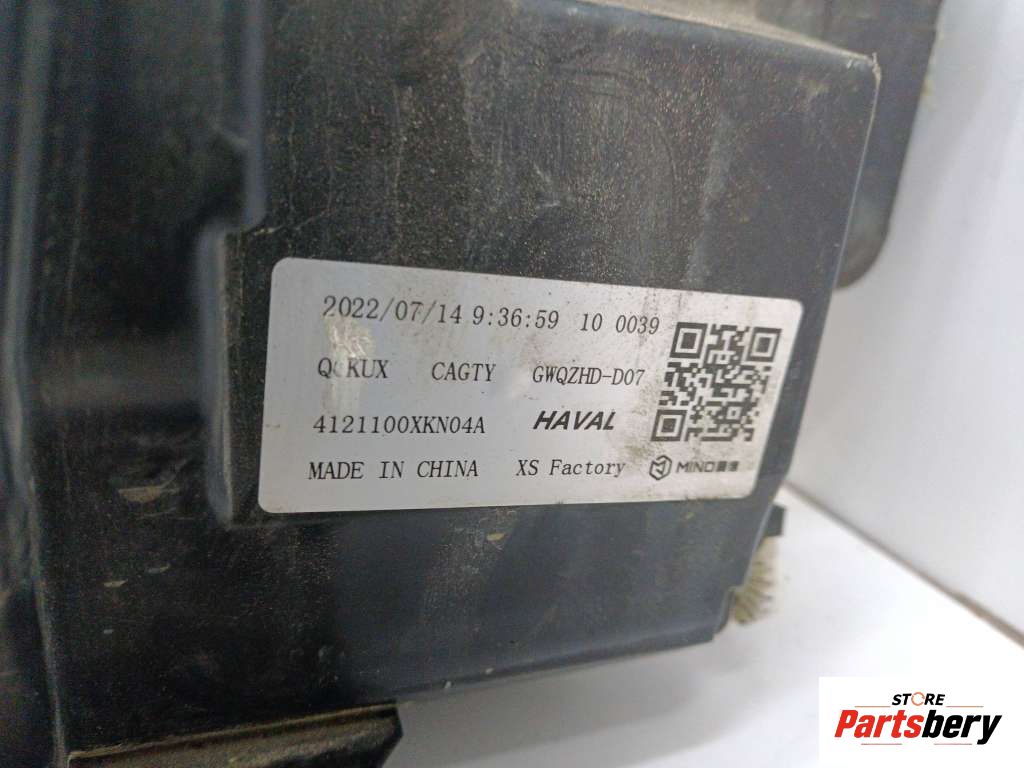 2022/07/14 9:36:59 10 0039
CAGTY GWQZHD-D07
4121100XKN04A HAVAL
MADE IN CHINA XS Factory MIND
STORE
Partsbery